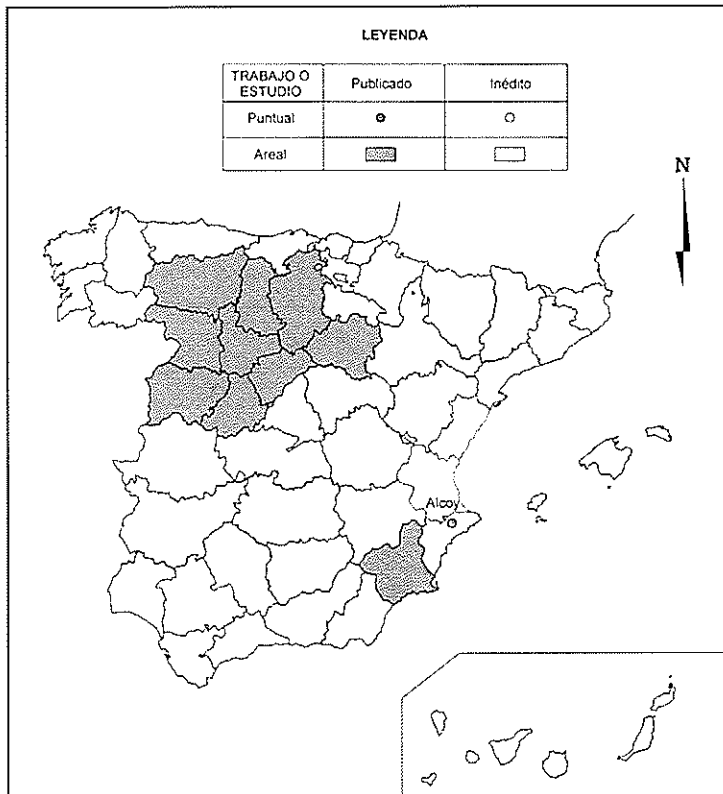 LEYENDA
TRABAJO O
ESTUDIO
Publicado
Inédito
Puntual
Areal
N
Alcoy